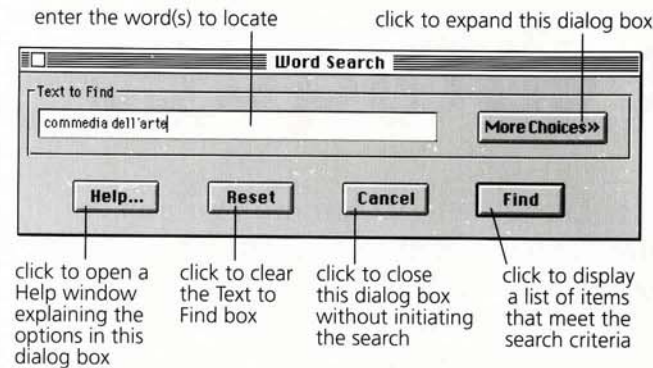 enter the word(s) to locate
click to expand this dialog box
Word Search
Text to Find
commedia dell'arte
More Choices»
Help...
Reset
Cancel
Find
click to open a
Help window
explaining the
options in this
dialog box
click to clear
the Text to
Find box
click to close
this dialog box
without initiating
the search
click to display
a list of items
that meet the
search criteria